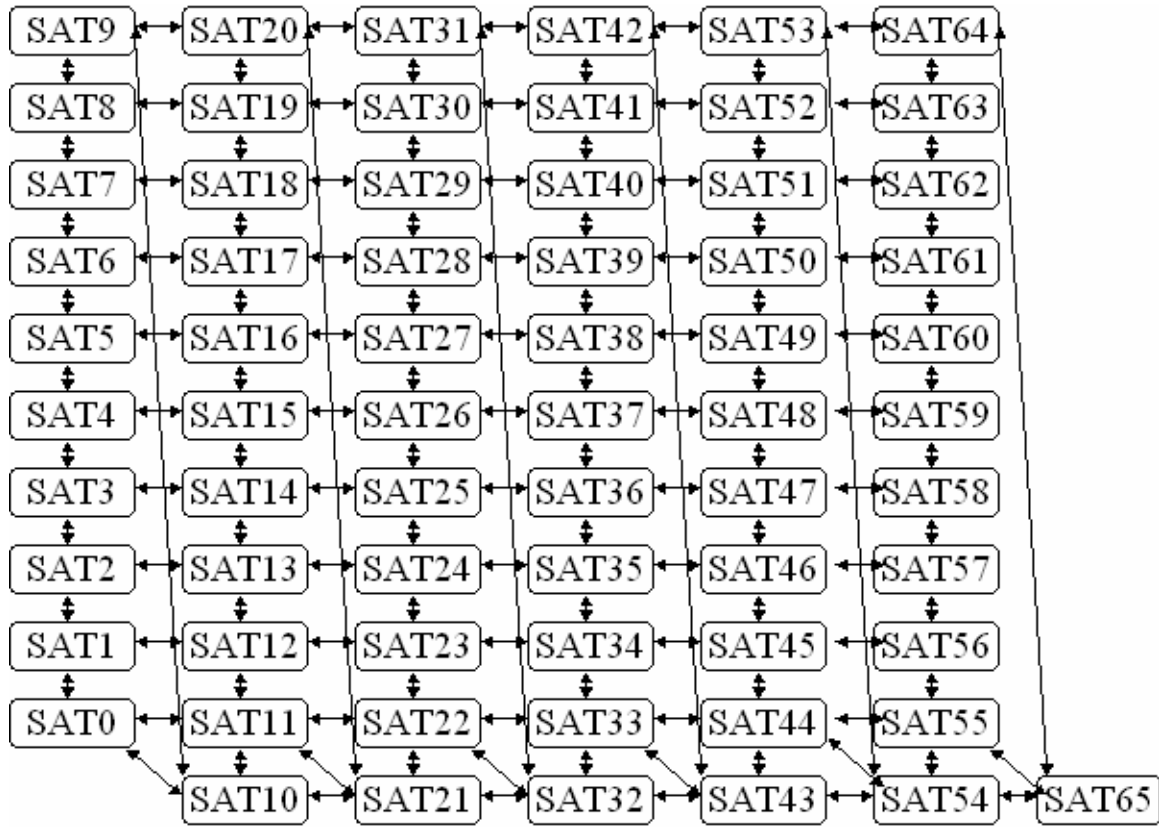 SAT9 SAT20 SAT31 SAT42 SAT53 SAT64
SAT8 SAT19 SAT30 SAT41 SAT52 SAT63
SAT7 SAT18 SAT29 SAT40 SAT51 SAT62
SAT6 SAT17 SAT28 SAT39 SAT50 SAT61
SAT5 SAT16 SAT27 SAT38 SAT49 SAT60
SAT4 SAT15 SAT26 SAT37 SAT48 SAT59
SAT3 SAT14 SAT25 SAT36 SAT47 SAT58
SAT2 SAT13 SAT24 SAT35 SAT46 SAT57
SAT1 SAT12 SAT23 SAT34 SAT45 SAT56
SAT0 SAT11 SAT22 SAT33 SAT44 SAT55
SAT10 SAT21 SAT32 SAT43 SAT54 SAT65